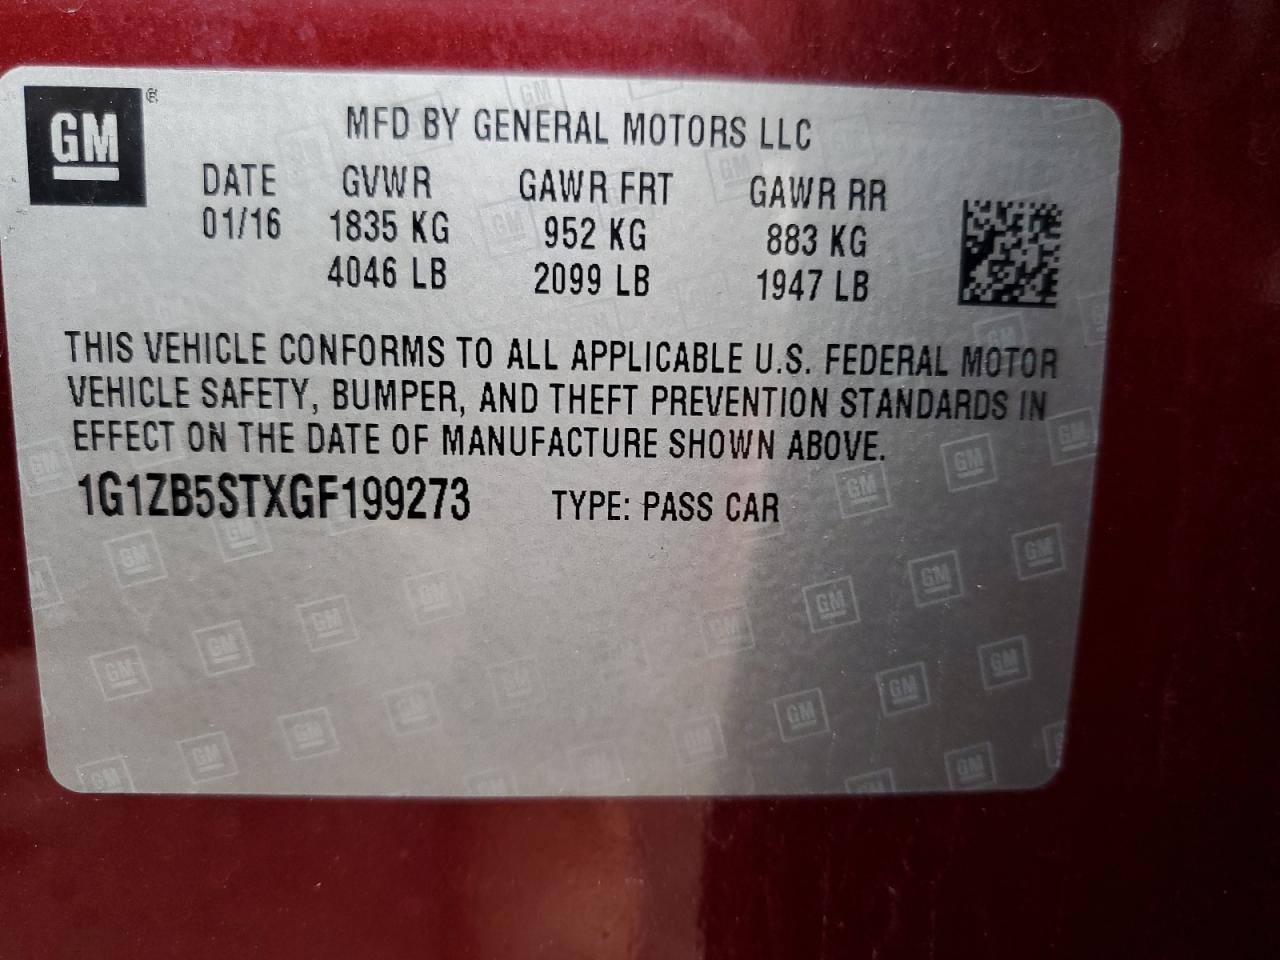 GM ®
MFD BY GENERAL MOTORS LLC
DATE GVWR GAWR FRT GAWR RR
01/16 1835 KG 952 KG 883 KG
4046 LB 2099 LB 1947 LB
THIS VEHICLE CONFORMS TO ALL APPLICABLE U.S. FEDERAL MOTOR
VEHICLE SAFETY, BUMPER, AND THEFT PREVENTION STANDARDS IN
EFFECT ON THE DATE OF MANUFACTURE SHOWN ABOVE.
1G1ZB5STXGF199273 TYPE: PASS CAR